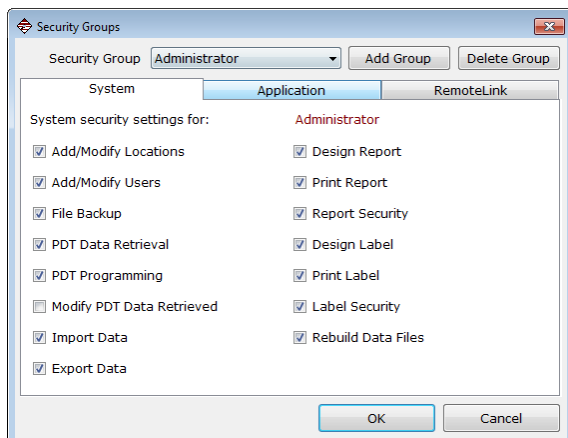 Security Groups
Security Group Administrator Add Group Delete Group
System Application RemoteLink
System security settings for: Administrator
Add/Modify Locations Design Report
Add/Modify Users Print Report
File Backup Report Security
PDT Data Retrieval Design Label
PDT Programming Print Label
Modify PDT Data Retrieved Label Security
Import Data Rebuild Data Files
Export Data
OK Cancel